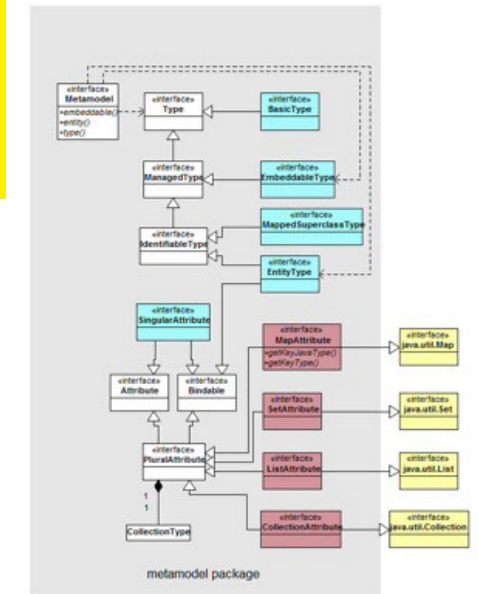 «interface»
Metamodel
+embeddable()
+entity()
+type()
«interface»
Type
«interface»
BasicType
«interface»
ManagedType
«interface»
EmbeddableType
«interface»
IdentifiableType
«interface»
MappedSuperclassType
«interface»
EntityType
«interface»
SingularAttribute
«interface»
MapAttribute
+getKeyJavaType()
+getKeyType()
«interface»
java.util.Map
«interface»
Attribute
«interface»
Bindable
«interface»
SetAttribute
«interface»
java.util.Set
«interface»
PluralAttribute
«interface»
ListAttribute
«interface»
java.util.List
1
1
CollectionType
«interface»
CollectionAttribute
«interface»
java.util.Collection
metamodel package